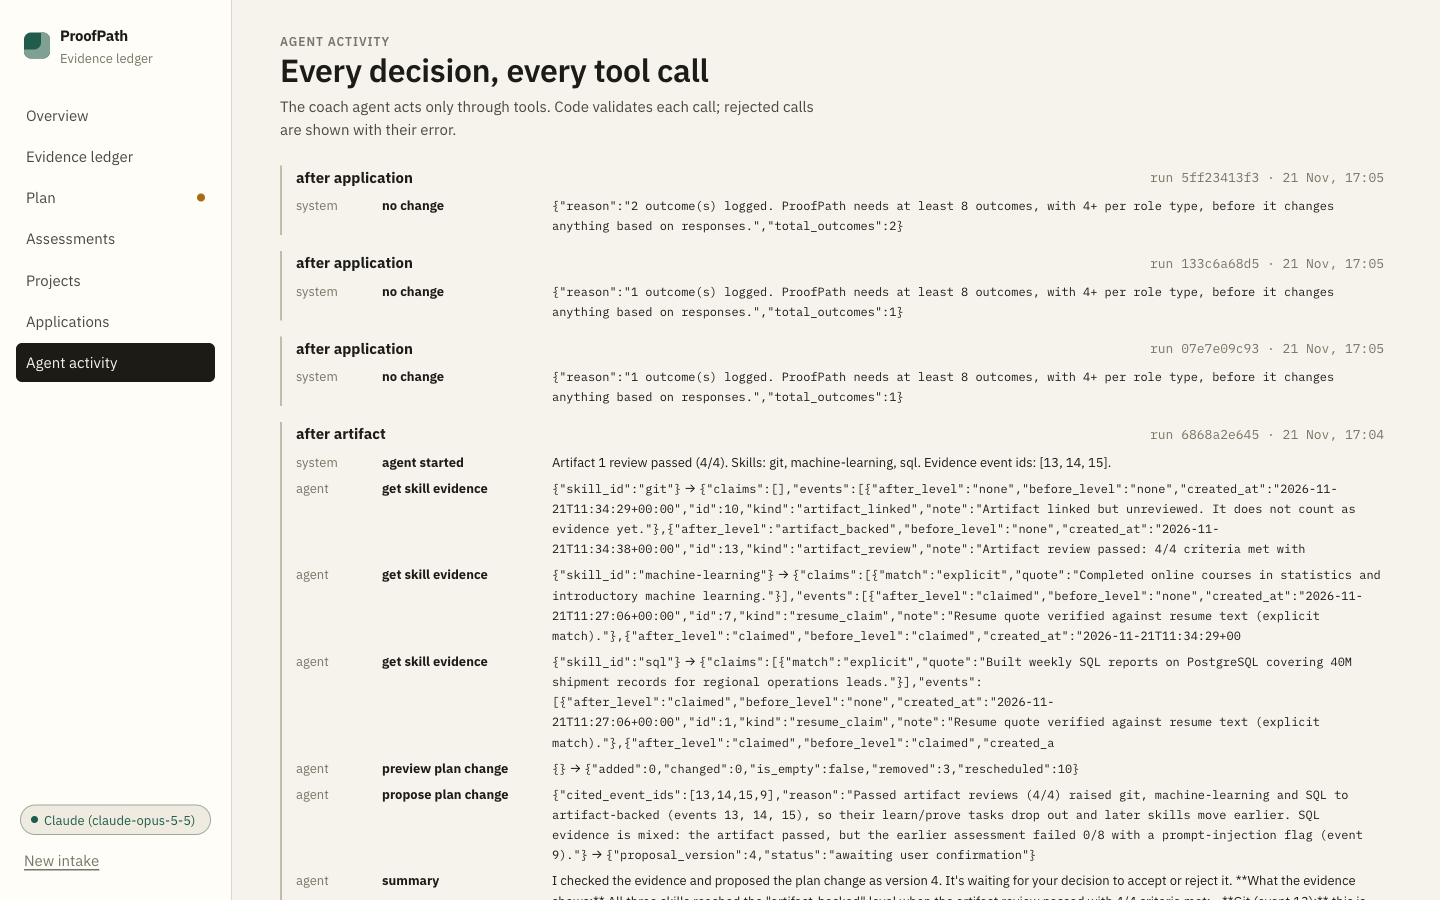 ProofPath
Evidence ledger
Overview
Evidence ledger
Plan
Assessments
Projects
Applications
Agent activity
Claude (claude-opus-5-5)
New intake
AGENT ACTIVITY
Every decision, every tool call
The coach agent acts only through tools. Code validates each call; rejected calls
are shown with their error.
after application
run 5ff23413f3 · 21 Nov, 17:05
system no change {"reason":"2 outcome(s) logged. ProofPath needs at least 8 outcomes, with 4+ per role type, before it changes
anything based on responses.","total_outcomes":2}
after application
run 133c6a68d5 · 21 Nov, 17:05
system no change {"reason":"1 outcome(s) logged. ProofPath needs at least 8 outcomes, with 4+ per role type, before it changes
anything based on responses.","total_outcomes":1}
after application
run 07e7e09c93 · 21 Nov, 17:05
system no change {"reason":"1 outcome(s) logged. ProofPath needs at least 8 outcomes, with 4+ per role type, before it changes
anything based on responses.","total_outcomes":1}
after artifact
run 6868a2e645 · 21 Nov, 17:04
system agent started Artifact 1 review passed (4/4). Skills: git, machine-learning, sql. Evidence event ids: [13, 14, 15].
agent get skill evidence {"skill_id":"git"} → {"claims":[],"events":[{"after_level":"none","before_level":"none","created_at":"2026-11-
21T11:34:29+00:00","id":10,"kind":"artifact_linked","note":"Artifact linked but unreviewed. It does not count as
evidence yet."},{"after_level":"artifact_backed","before_level":"none","created_at":"2026-11-
21T11:34:38+00:00","id":13,"kind":"artifact_review","note":"Artifact review passed: 4/4 criteria met with
agent get skill evidence {"skill_id":"machine-learning"} → {"claims":[{"match":"explicit","quote":"Completed online courses in statistics and
introductory machine learning."}],"events":[{"after_level":"claimed","before_level":"none","created_at":"2026-11-
21T11:27:06+00:00","id":7,"kind":"resume_claim","note":"Resume quote verified against resume text (explicit
match)."},{"after_level":"claimed","before_level":"claimed","created_at":"2026-11-21T11:34:29+00
agent get skill evidence {"skill_id":"sql"} → {"claims":[{"match":"explicit","quote":"Built weekly SQL reports on PostgreSQL covering 40M
shipment records for regional operations leads."}],"events":
[{"after_level":"claimed","before_level":"none","created_at":"2026-11-
21T11:27:06+00:00","id":1,"kind":"resume_claim","note":"Resume quote verified against resume text (explicit
match)."},{"after_level":"claimed","before_level":"claimed","created_a
agent preview plan change {} → {"added":0,"changed":0,"is_empty":false,"removed":3,"rescheduled":10}
agent propose plan change {"cited_event_ids":[13,14,15,9],"reason":"Passed artifact reviews (4/4) raised git, machine-learning and SQL to
artifact-backed (events 13, 14, 15), so their learn/prove tasks drop out and later skills move earlier. SQL
evidence is mixed: the artifact passed, but the earlier assessment failed 0/8 with a prompt-injection flag (event
9)."} → {"proposal_version":4,"status":"awaiting user confirmation"}
agent summary I checked the evidence and proposed the plan change as version 4. It's waiting for your decision to accept or reject it. **What the evidence